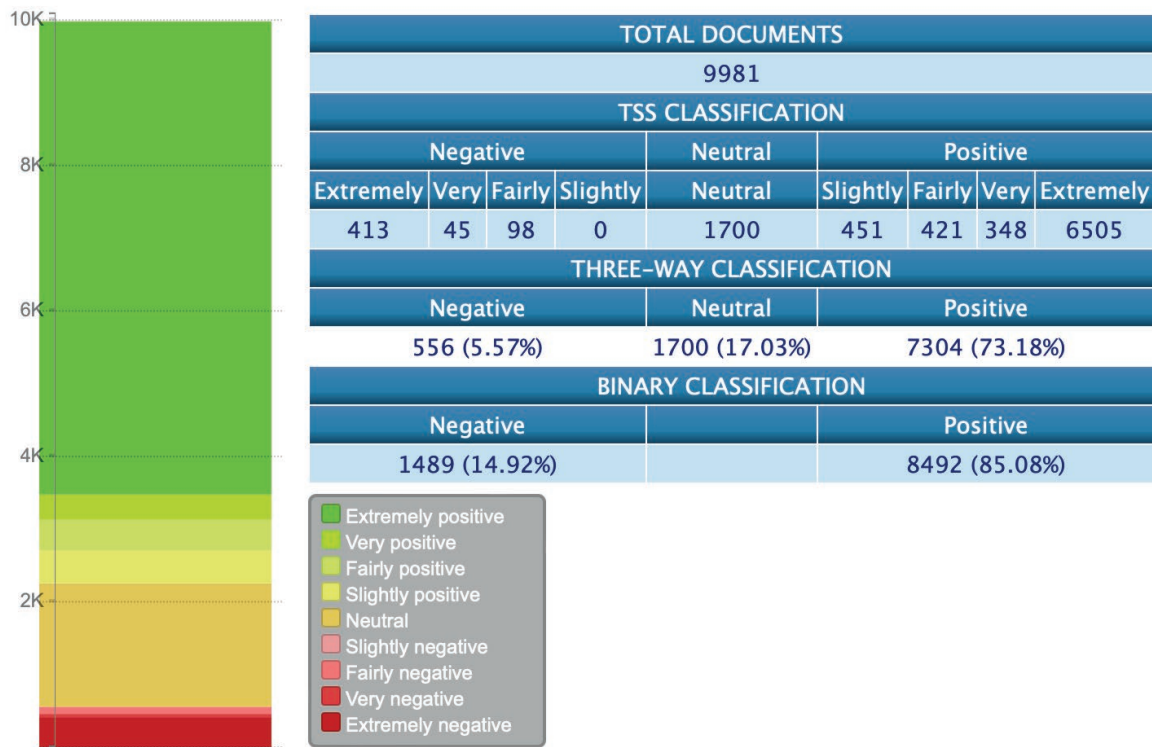 10K
8K
6K
4K
2K
TOTAL DOCUMENTS
9981
TSS CLASSIFICATION
Negative Neutral Positive
Extremely Very Fairly Slightly Neutral Slightly Fairly Very Extremely
413 45 98 0 1700 451 421 348 6505
THREE-WAY CLASSIFICATION
Negative Neutral Positive
556 (5.57%) 1700 (17.03%) 7304 (73.18%)
BINARY CLASSIFICATION
Negative Positive
1489 (14.92%) 8492 (85.08%)
Extremely positive
Very positive
Fairly positive
Slightly positive
Neutral
Slightly negative
Fairly negative
Very negative
Extremely negative